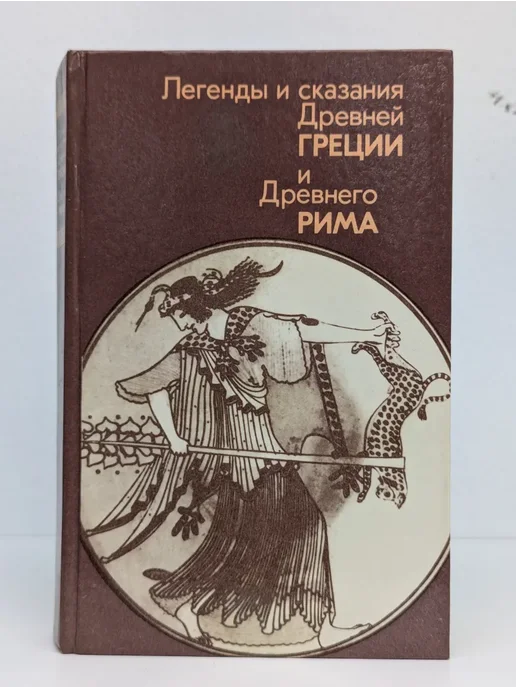 Легенды и сказания
Древней
ГРЕЦИИ
и
Древнего
РИМА